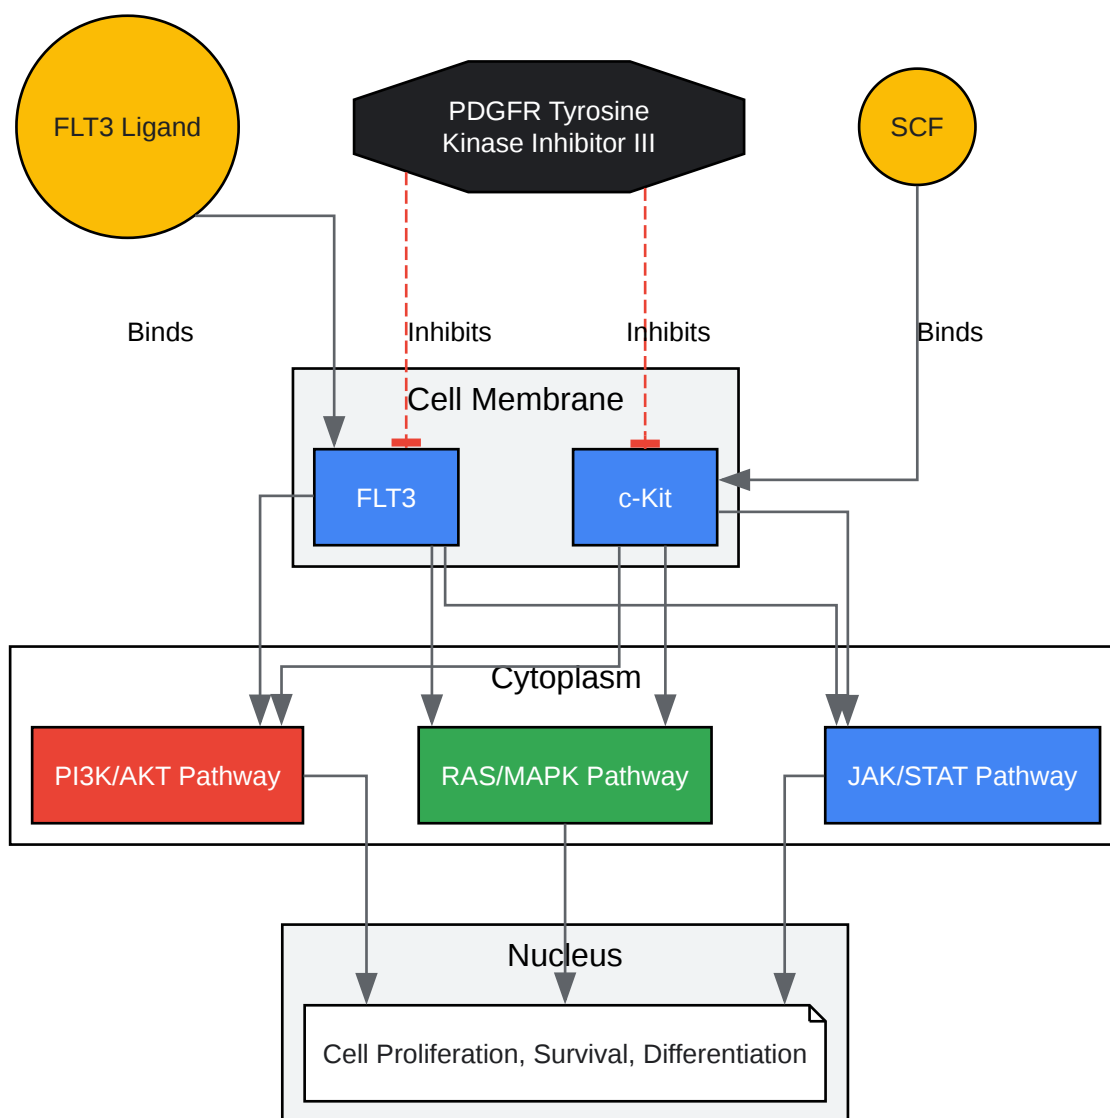 FLT3 Ligand
PDGFR Tyrosine
Kinase Inhibitor III
SCF
Binds
Inhibits
Inhibits
Binds
Cell Membrane
FLT3
c-Kit
Cytoplasm
PI3K/AKT Pathway
RAS/MAPK Pathway
JAK/STAT Pathway
Nucleus
Cell Proliferation, Survival, Differentiation